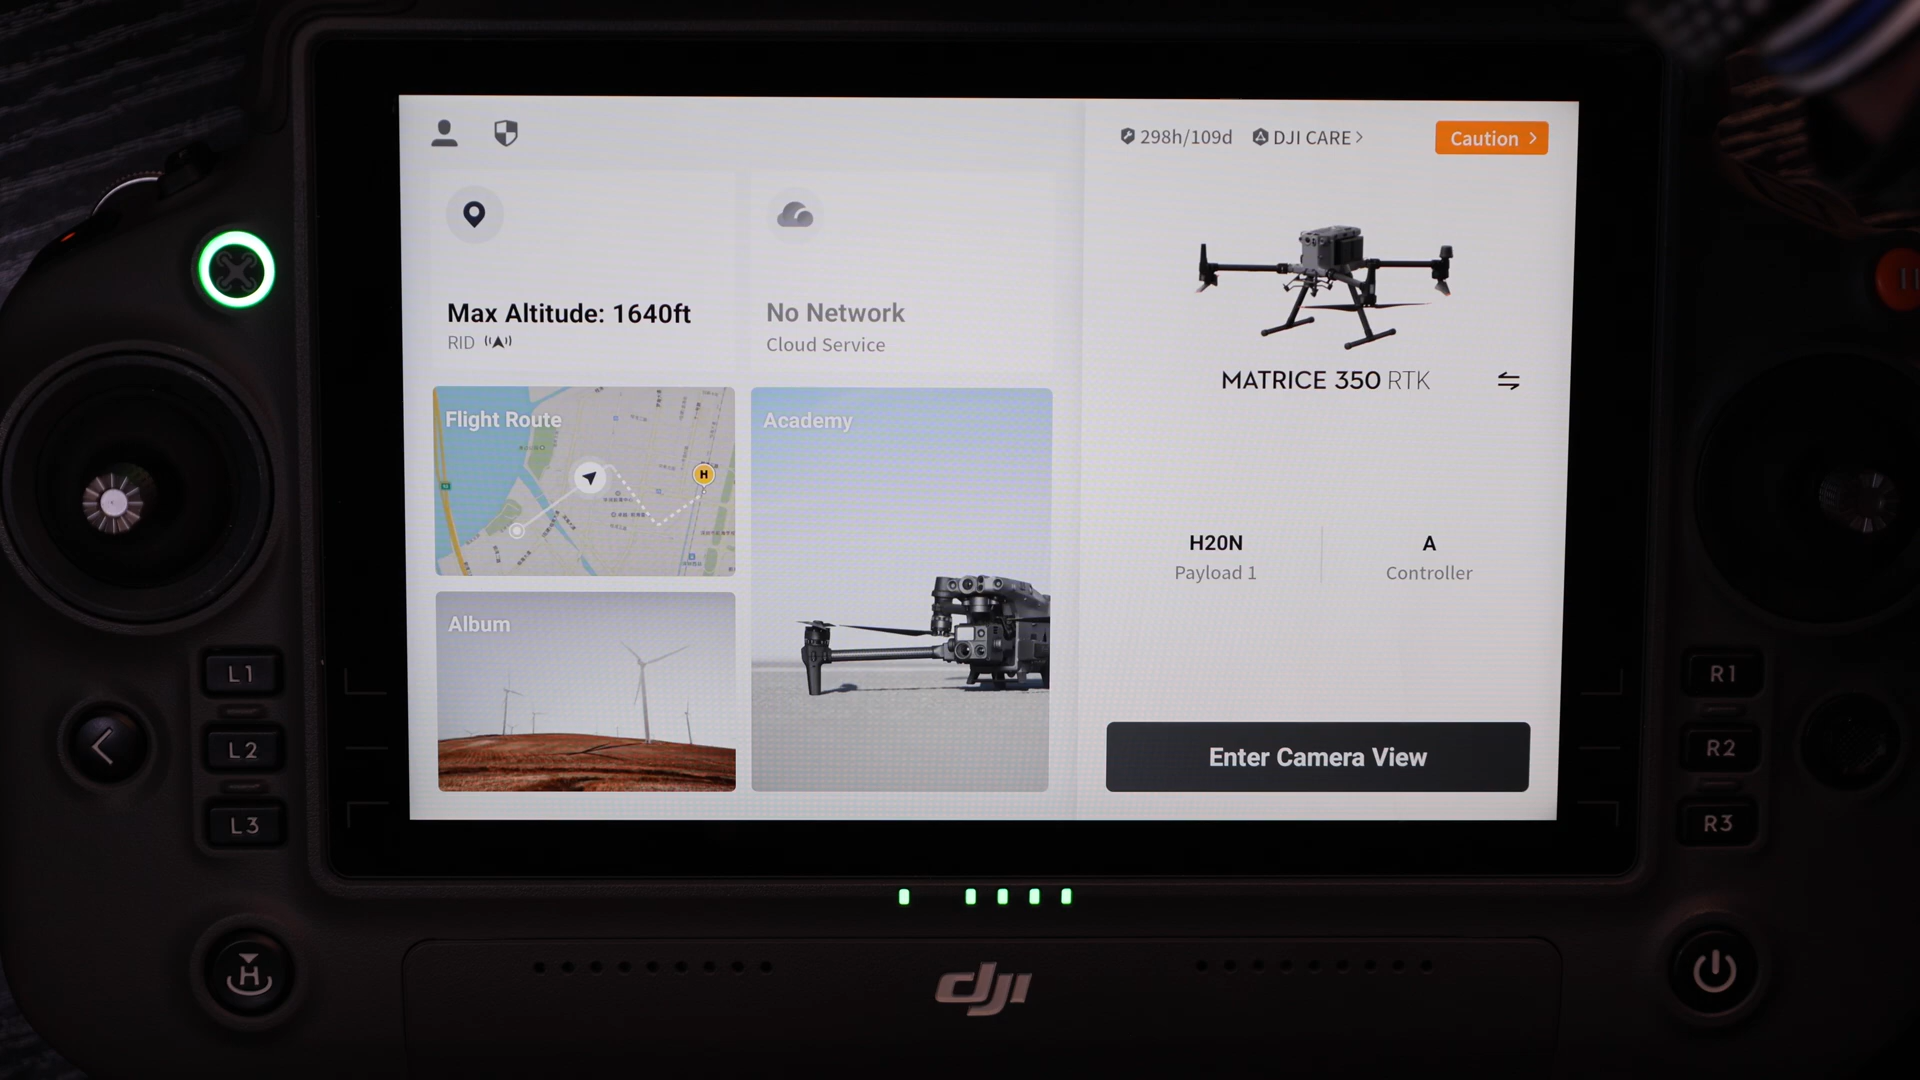 298h/109d
DJI CARE
Caution
Max Altitude: 1640ft
RID
No Network
Cloud Service
MATRICE 350 RTK
Flight Route
H
Academy
H20N
Payload 1
A
Controller
Album
Enter Camera View
L1
L2
L3
R1
R2
R3
H
dji